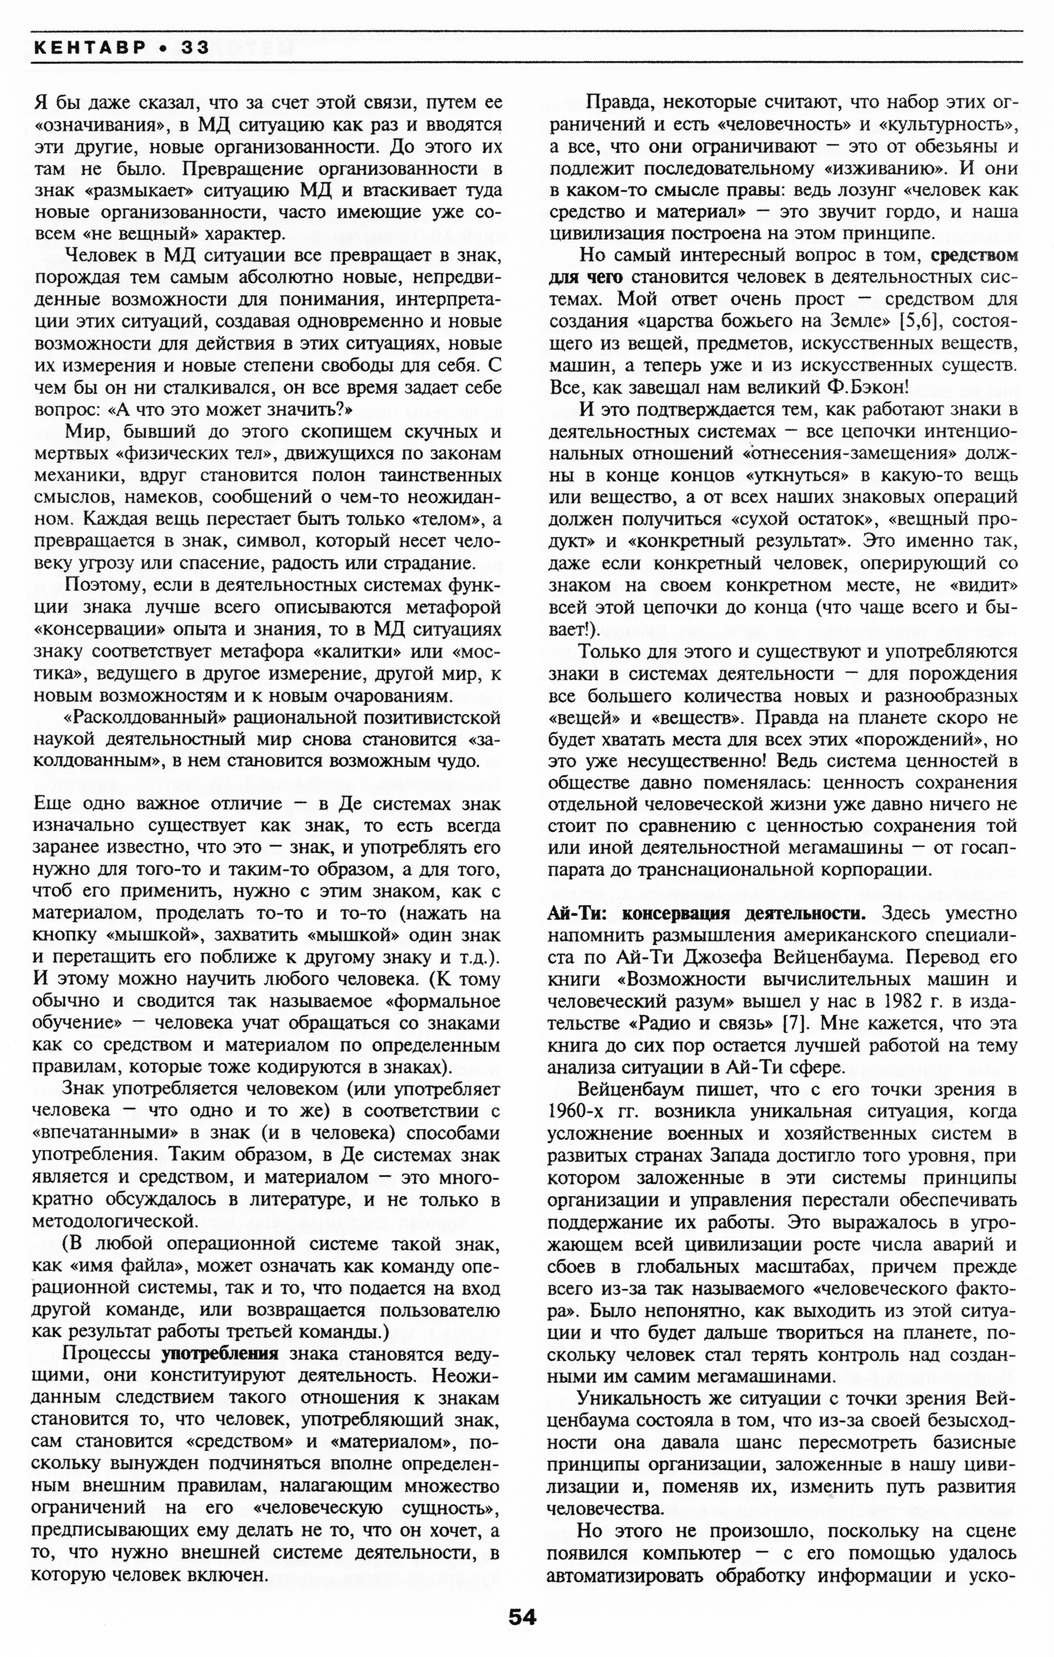 КЕНТАВР • 33
Я бы даже сказал, что за счет этой связи, путем ее
«означивания», в МД ситуацию как раз и вводятся
эти другие, новые организованности. До этого их
там не было. Превращение организованности в
знак «размыкает» ситуацию МД и втаскивает туда
новые организованности, часто имеющие уже со-
всем «не вещный» характер.
Человек в МД ситуации все превращает в знак,
порождая тем самым абсолютно новые, непредви-
денные возможности для понимания, интерпрета-
ции этих ситуаций, создавая одновременно и новые
возможности для действия в этих ситуациях, новые
их измерения и новые степени свободы для себя. С
чем бы он ни сталкивался, он все время задает себе
вопрос: «А что это может значить?»
Мир, бывший до этого скопищем скучных и
мертвых «физических тел», движущихся по законам
механики, вдруг становится полон таинственных
смыслов, намеков, сообщений о чем-то неожидан-
ном. Каждая вещь перестает быть только «телом», а
превращается в знак, символ, который несет чело-
веку угрозу или спасение, радость или страдание.
Поэтому, если в деятельностных системах функ-
ции знака лучше всего описываются метафорой
«консервации» опыта и знания, то в МД ситуациях
знаку соответствует метафора «калитки» или «мос-
тика», ведущего в другое измерение, другой мир, к
новым возможностям и к новым очарованиям.
«Расколдованный» рациональной позитивистской
наукой деятельностный мир снова становится «за-
колдованным», в нем становится возможным чудо.
Еще одно важное отличие — в Де системах знак
изначально существует как знак, то есть всегда
заранее известно, что это — знак, и употреблять его
нужно для того-то и таким-то образом, а для того,
чтоб его применить, нужно с этим знаком, как с
материалом, проделать то-то и то-то (нажать на
кнопку «мышкой», захватить «мышкой» один знак
и перетащить его поближе к другому знаку и т.д.).
И этому можно научить любого человека. (К тому
обычно и сводится так называемое «формальное
обучение» — человека учат обращаться со знаками
как со средством и материалом по определенным
правилам, которые тоже кодируются в знаках).
Знак употребляется человеком (или употребляет
человека — что одно и то же) в соответствии с
«впечатанными» в знак (и в человека) способами
употребления. Таким образом, в Де системах знак
является и средством, и материалом — это много-
кратно обсуждалось в литературе, и не только в
методологической.
(В любой операционной системе такой знак,
как «имя файла», может означать как команду опе-
рационной системы, так и то, что подается на вход
другой команде, или возвращается пользователю
как результат работы третьей команды.)
Процессы употребления знака становятся веду-
щими, они конституируют деятельность. Неожи-
данным следствием такого отношения к знакам
становится то, что человек, употребляющий знак,
сам становится «средством» и «материалом», по-
скольку вынужден подчиняться вполне определен-
ным внешним правилам, налагающим множество
ограничений на его «человеческую сущность»,
предписывающих ему делать не то, что он хочет, а
то, что нужно внешней системе деятельности, в
которую человек включен.
Правда, некоторые считают, что набор этих ог-
раничений и есть «человечность» и «культурность»,
а все, что они ограничивают — это от обезьяны и
подлежит последовательному «изживанию». И они
в каком-то смысле правы: ведь лозунг «человек как
средство и материал» — это звучит гордо, и наша
цивилизация построена на этом принципе.
Но самый интересный вопрос в том, средством
для чего становится человек в деятельностных сис-
темах. Мой ответ очень прост — средством для
создания «царства божьего на Земле» [5,6], состоя-
щего из вещей, предметов, искусственных веществ,
машин, а теперь уже и из искусственных существ.
Все, как завещал нам великий Ф.Бэкон!
И это подтверждается тем, как работают знаки в
деятельностных системах — все цепочки интенцио-
нальных отношений «отнесения-замещения» долж-
ны в конце концов «уткнуться» в какую-то вещь
или вещество, а от всех наших знаковых операций
должен получиться «сухой остаток», «вещный про-
дукт» и «конкретный результат». Это именно так,
даже если конкретный человек, оперирующий со
знаком на своем конкретном месте, не «видит»
всей этой цепочки до конца (что чаще всего и бы-
вает!).
Только для этого и существуют и употребляются
знаки в системах деятельности — для порождения
все большего количества новых и разнообразных
«вещей» и «веществ». Правда на планете скоро не
будет хватать места для всех этих «порождений», но
это уже несущественно! Ведь система ценностей в
обществе давно поменялась: ценность сохранения
отдельной человеческой жизни уже давно ничего не
стоит по сравнению с ценностью сохранения той
или иной деятельностной мегамашины — от госап-
парата до транснациональной корпорации.
Ай-Ти: консервация деятельности. Здесь уместно
напомнить размышления американского специали-
ста по Ай-Ти Джозефа Вейценбаума. Перевод его
книги «Возможности вычислительных машин и
человеческий разум» вышел у нас в 1982 г. в изда-
тельстве «Радио и связь» [7]. Мне кажется, что эта
книга до сих пор остается лучшей работой на тему
анализа ситуации в Ай-Ти сфере.
Вейценбаум пишет, что с его точки зрения в
1960-х гг. возникла уникальная ситуация, когда
усложнение военных и хозяйственных систем в
развитых странах Запада достигло того уровня, при
котором заложенные в эти системы принципы
организации и управления перестали обеспечивать
поддержание их работы. Это выражалось в угро-
жающем всей цивилизации росте числа аварий и
сбоев в глобальных масштабах, причем прежде
всего из-за так называемого «человеческого факто-
ра». Было непонятно, как выходить из этой ситуа-
ции и что будет дальше твориться на планете, по-
скольку человек стал терять контроль над создан-
ными им самим мегамашинами.
Уникальность же ситуации с точки зрения Вей-
ценбаума состояла в том, что из-за своей безысход-
ности она давала шанс пересмотреть базисные
принципы организации, заложенные в нашу циви-
лизации и, поменяв их, изменить путь развития
человечества.
Но этого не произошло, поскольку на сцене
появился компьютер — с его помощью удалось
автоматизировать обработку информации и уско-
54